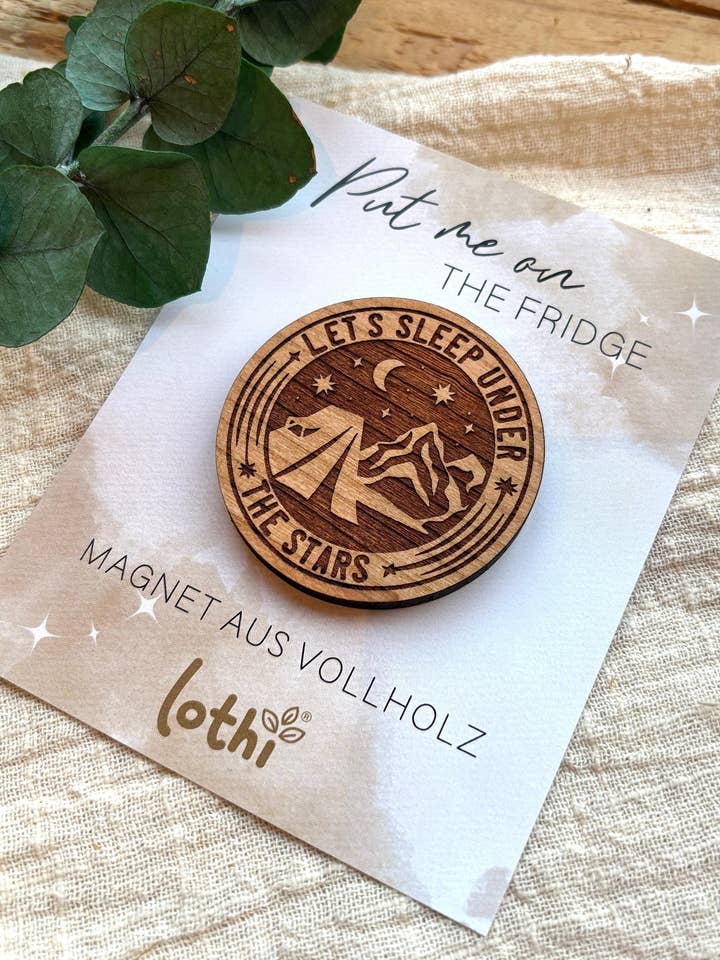 Put me on
THE FRIDGE
LET'S SLEEP UNDER
THE STARS
MAGNET AUS VOLLHOLZ
lothi®